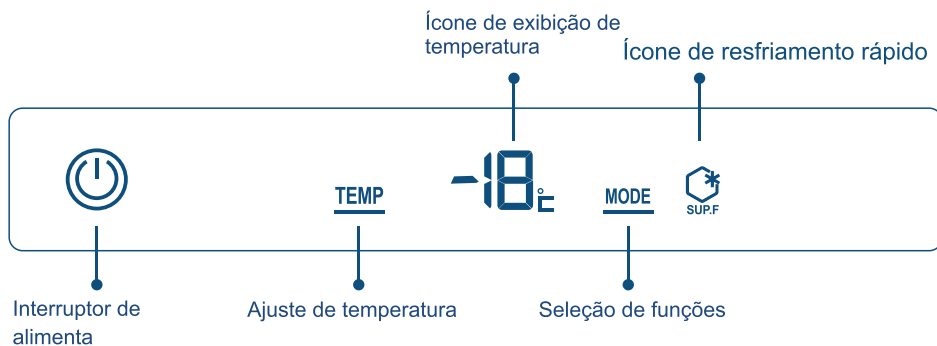 Ícone de exibição de
temperatura
Ícone de resfriamento rápido
TEMP
-18°C
MODE
SUP.F
Interruptor de
alimenta
Ajuste de temperatura
Seleção de funções